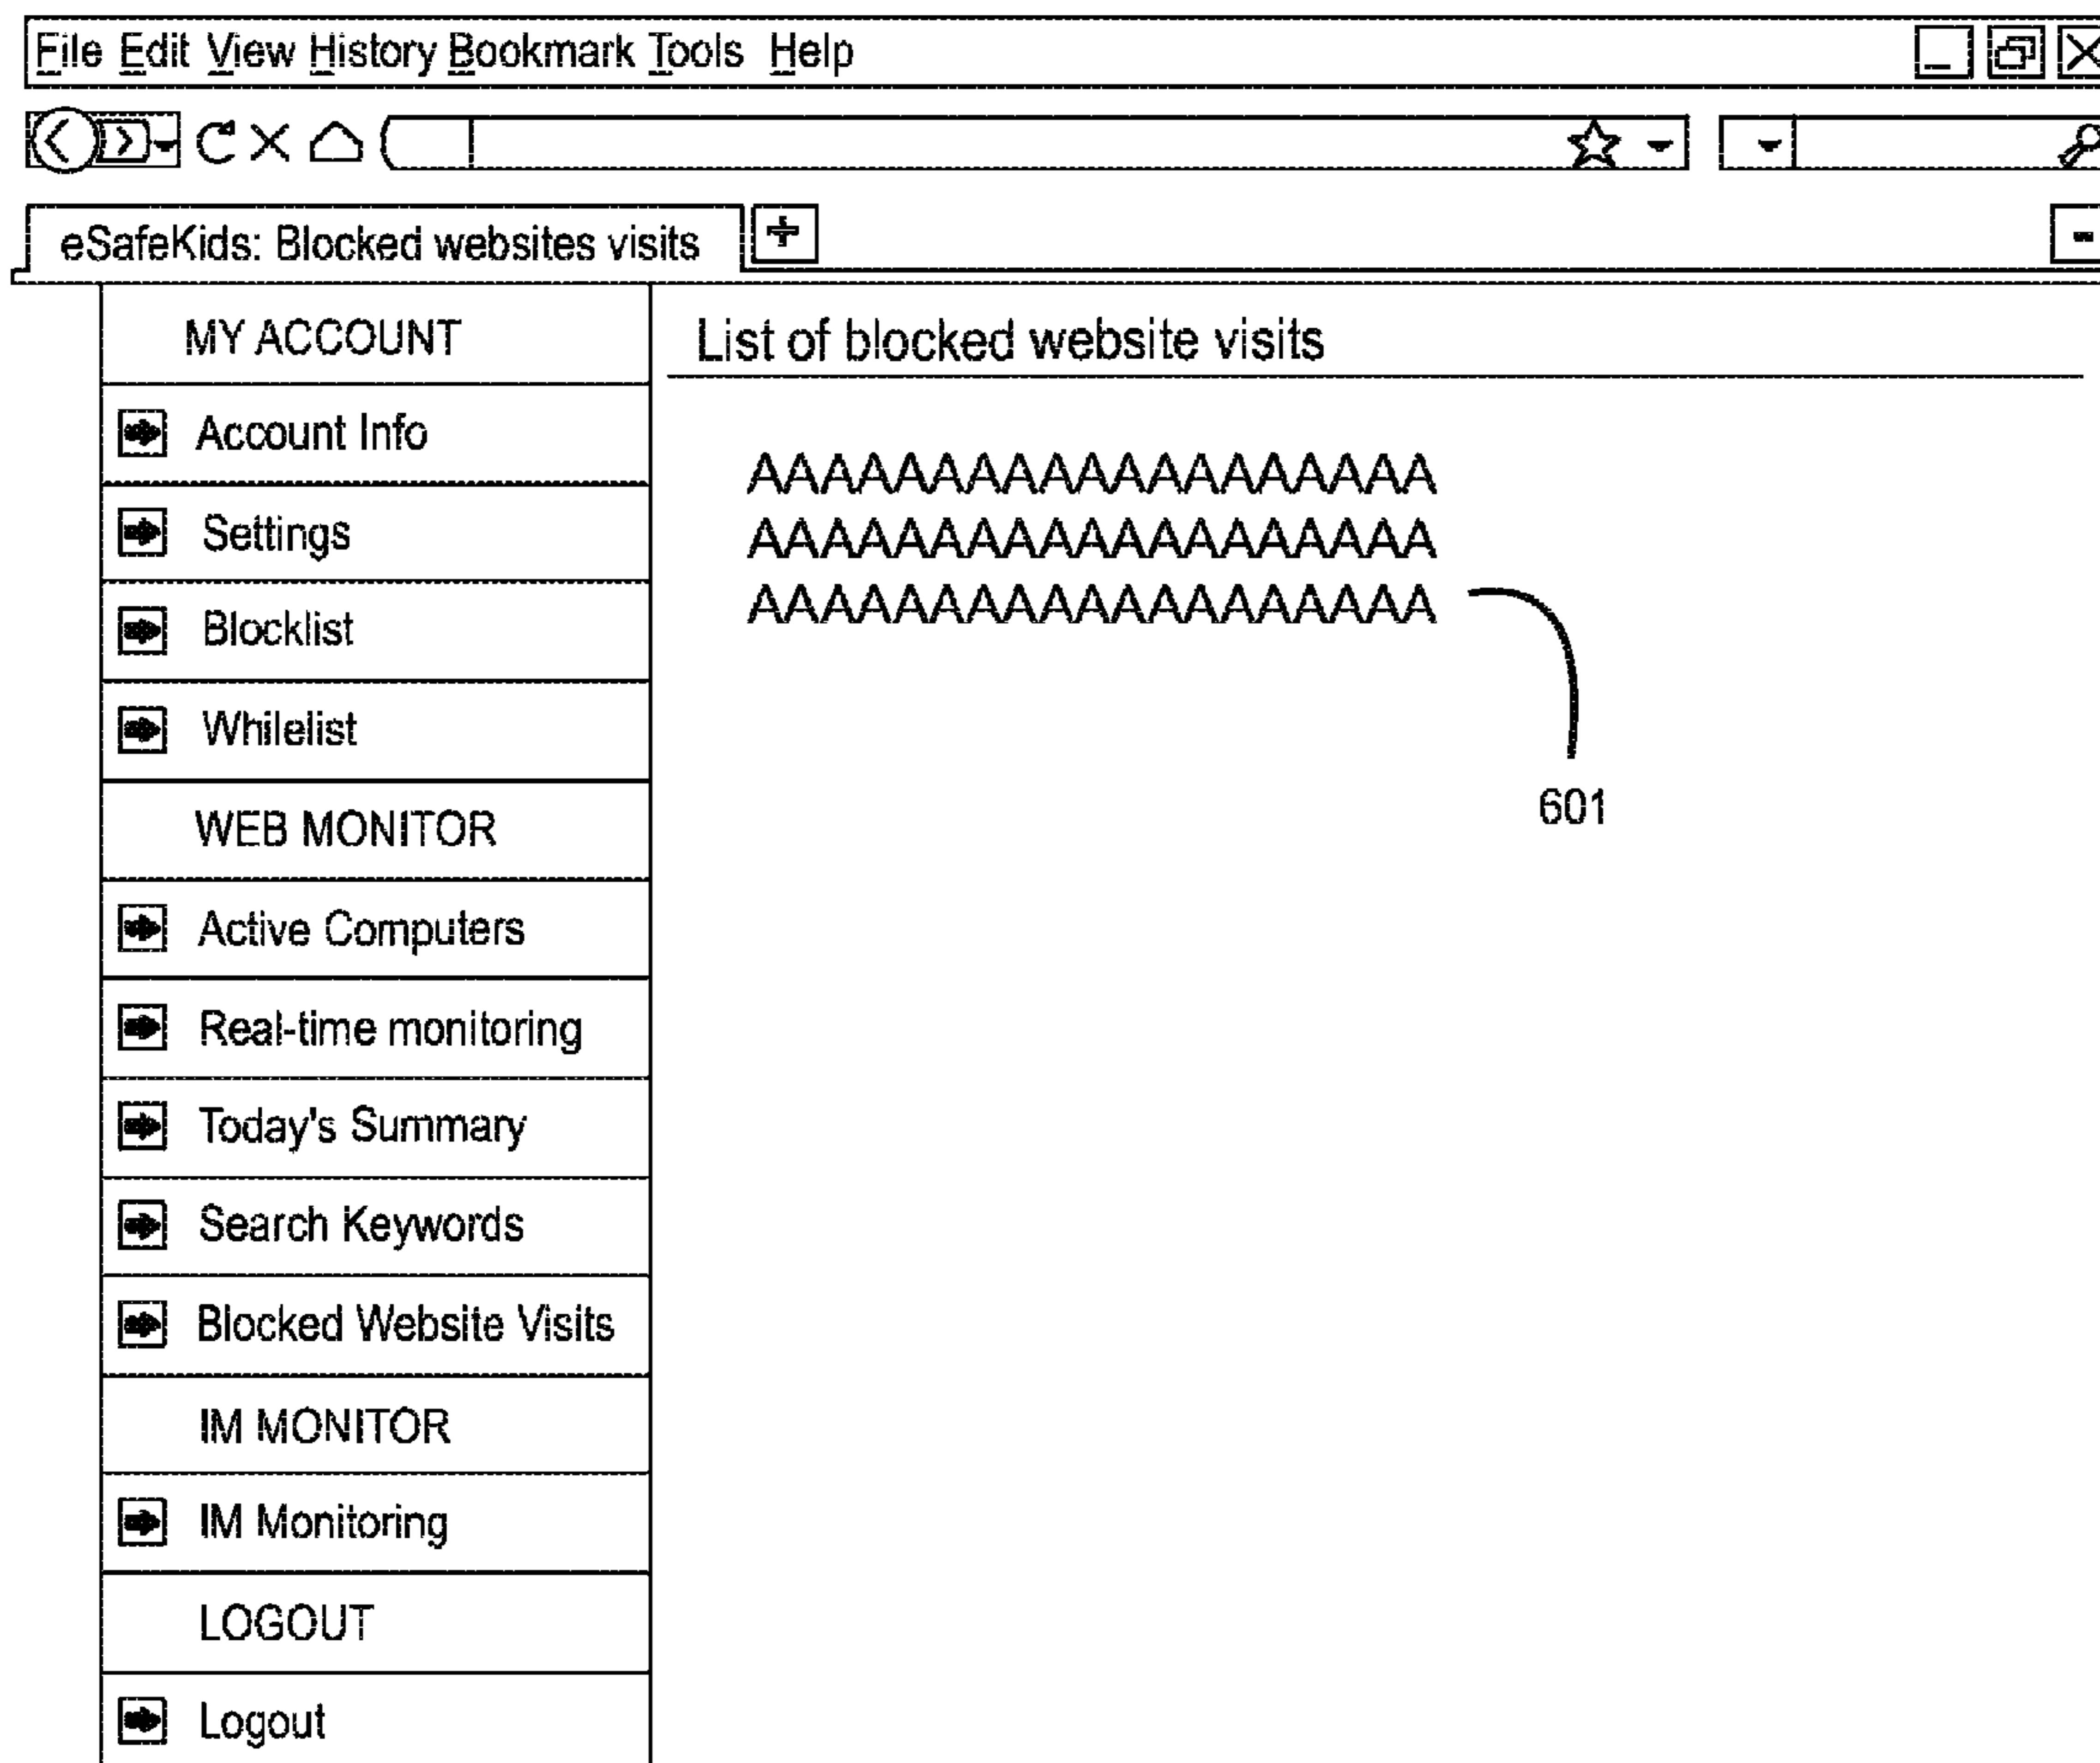 File Edit View History Bookmark Tools Help
eSafeKids: Blocked websites visits
MY ACCOUNT
Account Info
Settings
Blocklist
Whilelist
WEB MONITOR
Active Computers
Real-time monitoring
Today's Summary
Search Keywords
Blocked Website Visits
IM MONITOR
IM Monitoring
LOGOUT
Logout
List of blocked website visits
AAAAAAAAAAAAAAAAAAA
AAAAAAAAAAAAAAAAAAA
AAAAAAAAAAAAAAAAAAA
601